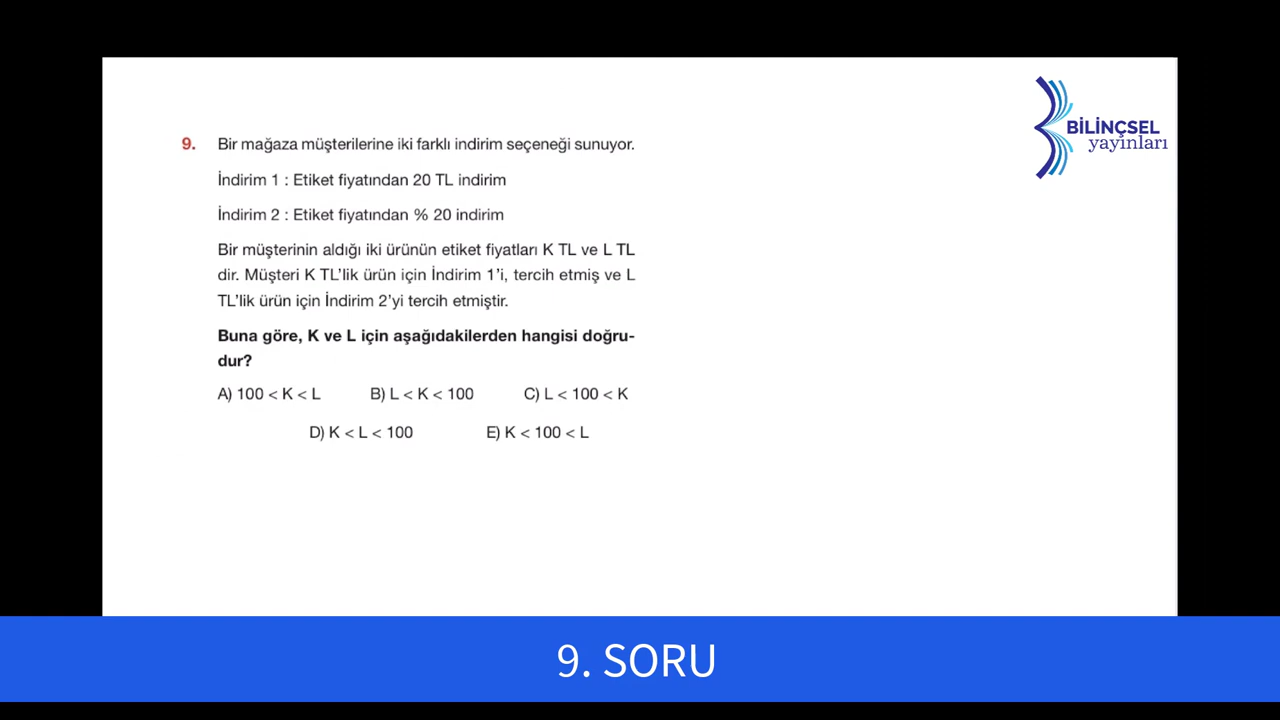 BİLİNÇSEL
yayınları
9. Bir mağaza müşterilerine iki farklı indirim seçeneği sunuyor.
İndirim 1 : Etiket fiyatından 20 TL indirim
İndirim 2 : Etiket fiyatından % 20 indirim
Bir müşterinin aldığı iki ürünün etiket fiyatları K TL ve L TL
dir. Müşteri K TL'lik ürün için İndirim 1'i, tercih etmiş ve L
TL'lik ürün için İndirim 2'yi tercih etmiştir.
Buna göre, K ve L için aşağıdakilerden hangisi doğru-
dur?
A) 100 < K < L B) L < K < 100 C) L < 100 < K
D) K < L < 100 E) K < 100 < L
9. SORU